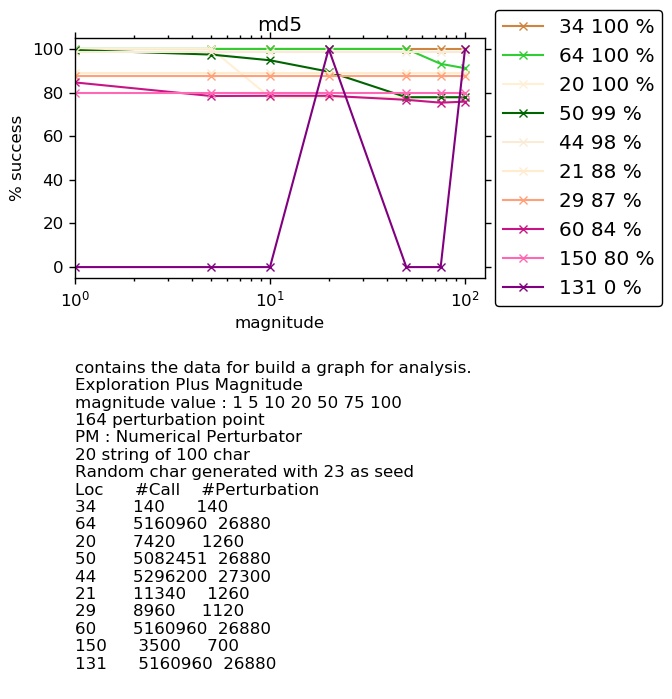 md5
100
80
60
40
20
0
% success
10^0
10^1
10^2
magnitude
34 100 %
64 100 %
20 100 %
50 99 %
44 98 %
21 88 %
29 87 %
60 84 %
150 80 %
131 0 %
contains the data for build a graph for analysis.
Exploration Plus Magnitude
magnitude value : 1 5 10 20 50 75 100
164 perturbation point
PM : Numerical Perturbator
20 string of 100 char
Random char generated with 23 as seed
Loc #Call #Perturbation
34 140 140
64 5160960 26880
20 7420 1260
50 5082451 26880
44 5296200 27300
21 11340 1260
29 8960 1120
60 5160960 26880
150 3500 700
131 5160960 26880